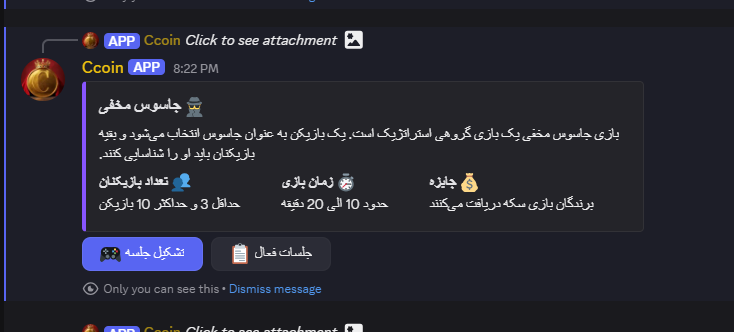 message
APP Ccoin Click to see attachment
Ccoin APP 8:22 PM
جاسوس مخفی
بازی جاسوس مخفی یک بازی گروهی استراتژیک است. یک بازیکن به عنوان جاسوس انتخاب می‌شود و بقیه
بازیکنان باید او را شناسایی کنند.
تعداد بازیکنان
حداقل 3 و حداکثر 10 بازیکن
زمان بازی
حدود 10 الی 20 دقیقه
جایزه
برندگان بازی سکه دریافت می‌کنند
تشکیل جلسه
جلسات فعال
Only you can see this • Dismiss message
APP Ccoin Click to see attachment